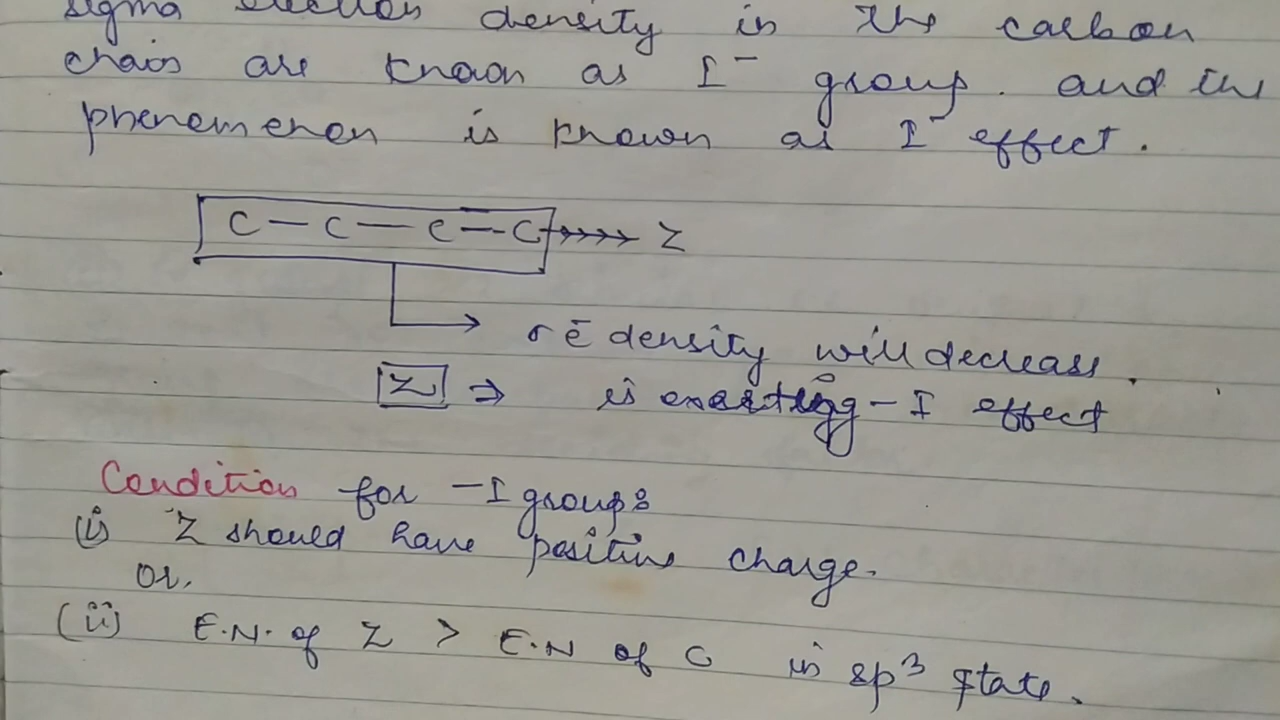 sigma electron density in the carbon
chain are known as I⁻ group. and the
phenomenon is known as I⁻ effect.
C — C — C — C →→→→ Z
σ ē density will decrease.
Z ⇒ is exerting - I effect
Condition for -I groups
(i) Z should have positive charge.
or.
(ii) E.N. of Z > E.N of C in sp³ state.